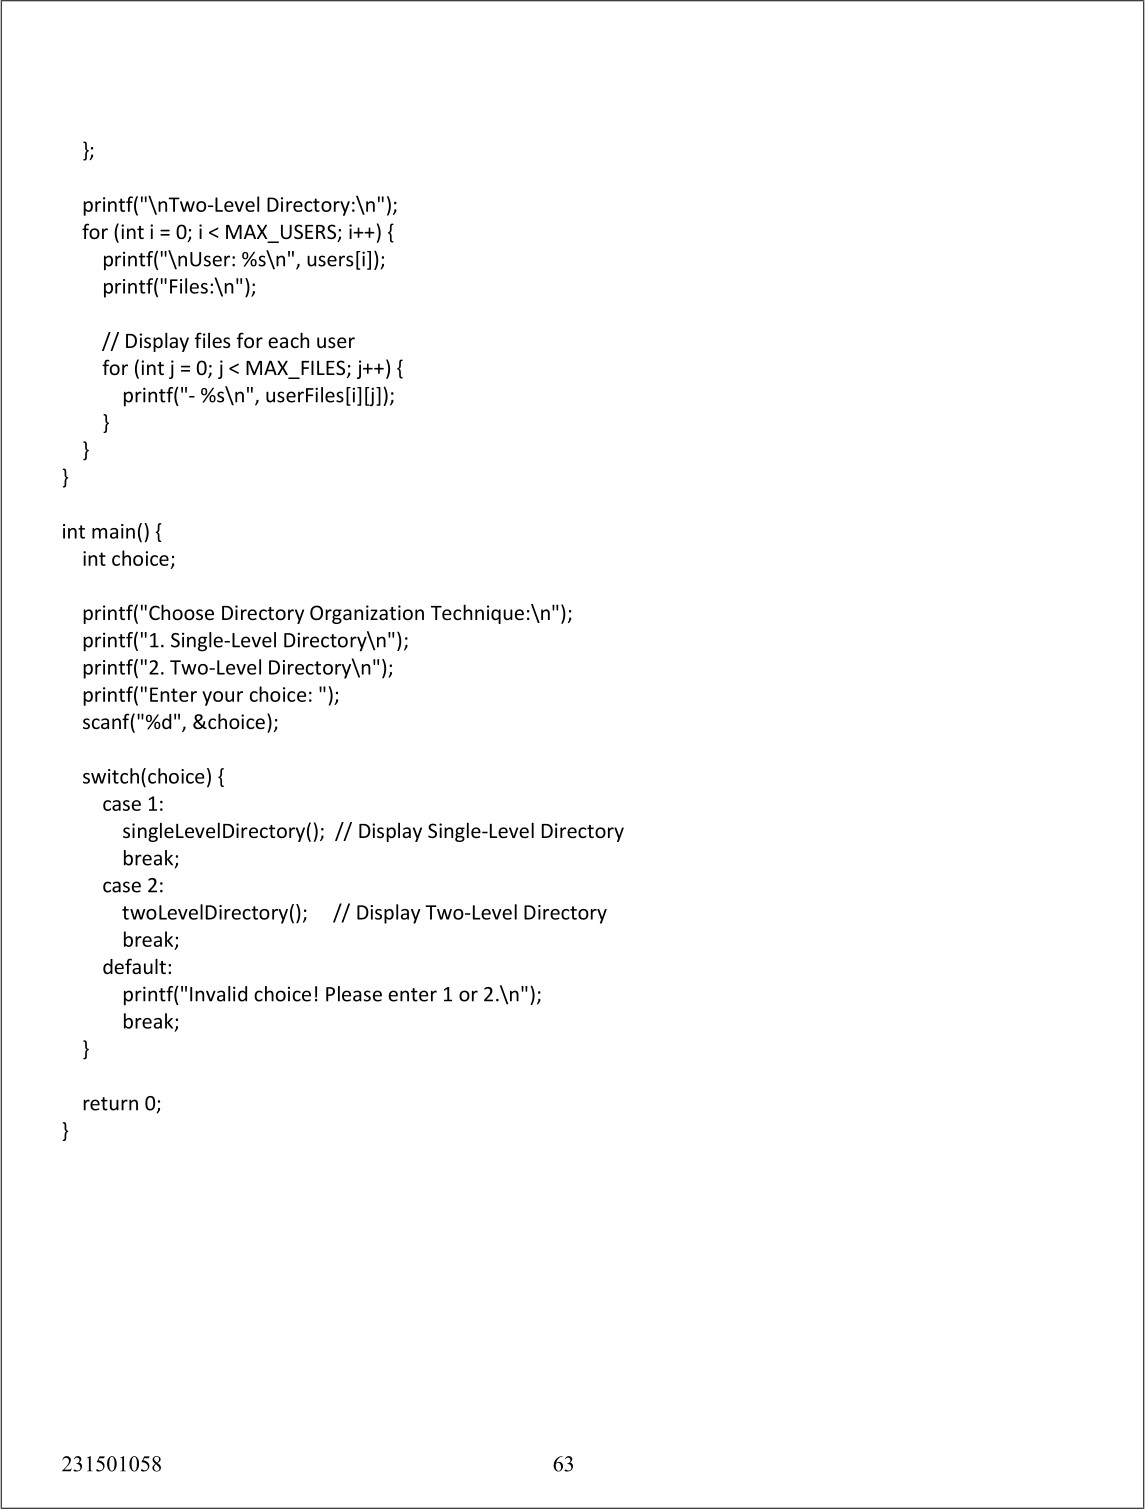 };
printf("\nTwo-Level Directory:\n");
for (int i = 0; i < MAX_USERS; i++) {
printf("\nUser: %s\n", users[i]);
printf("Files:\n");
// Display files for each user
for (int j = 0; j < MAX_FILES; j++) {
printf("- %s\n", userFiles[i][j]);
}
}
}
int main() {
int choice;
printf("Choose Directory Organization Technique:\n");
printf("1. Single-Level Directory\n");
printf("2. Two-Level Directory\n");
printf("Enter your choice: ");
scanf("%d", &choice);
switch(choice) {
case 1:
singleLevelDirectory();  // Display Single-Level Directory
break;
case 2:
twoLevelDirectory();     // Display Two-Level Directory
break;
default:
printf("Invalid choice! Please enter 1 or 2.\n");
break;
}
return 0;
}
231501058 63